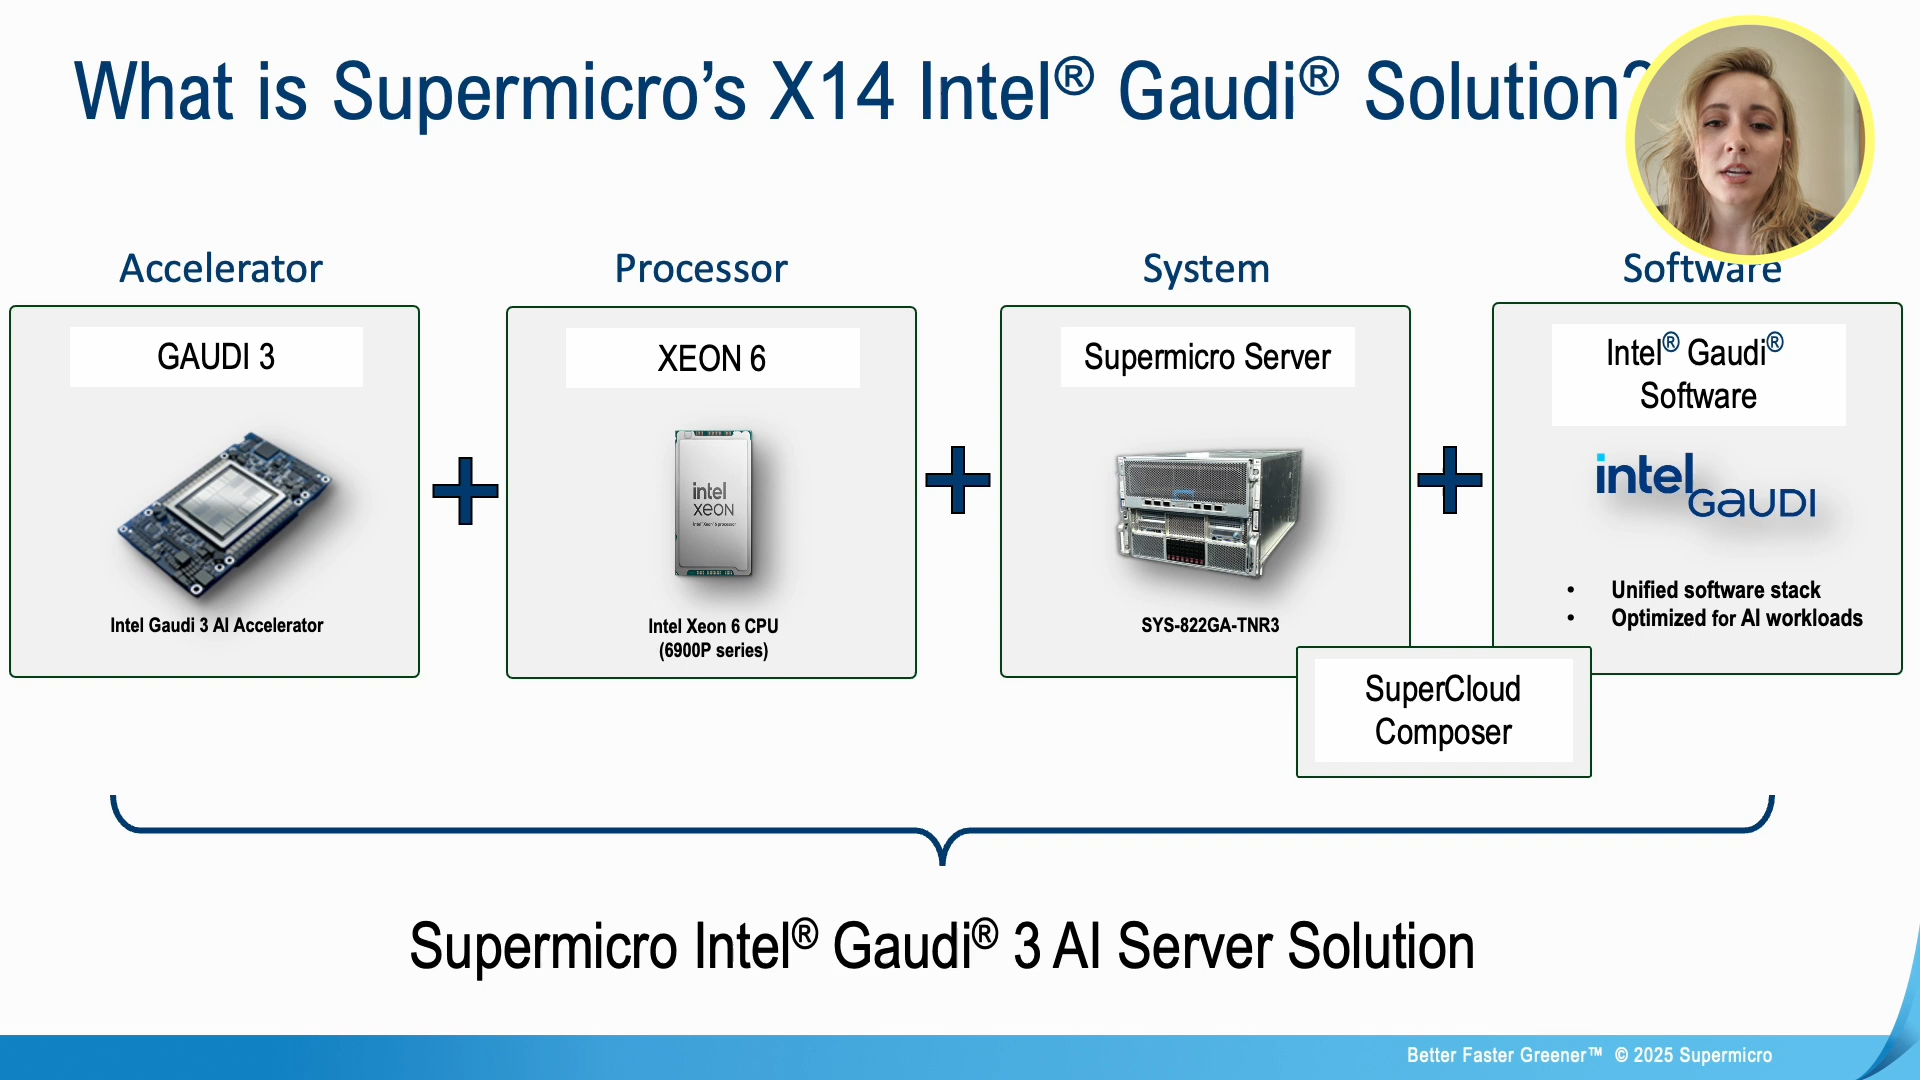 What is Supermicro's X14 Intel® Gaudi® Solution?
Accelerator
Processor
System
Software
GAUDI 3
Intel Gaudi 3 AI Accelerator
XEON 6
intel
XEON
Intel Xeon 6 CPU
(6900P series)
Supermicro Server
SYS-822GA-TNR3
Intel® Gaudi®
Software
intel
GAUDI
• Unified software stack
• Optimized for AI workloads
SuperCloud
Composer
Supermicro Intel® Gaudi® 3 AI Server Solution
Better Faster Greener™ © 2025 Supermicro